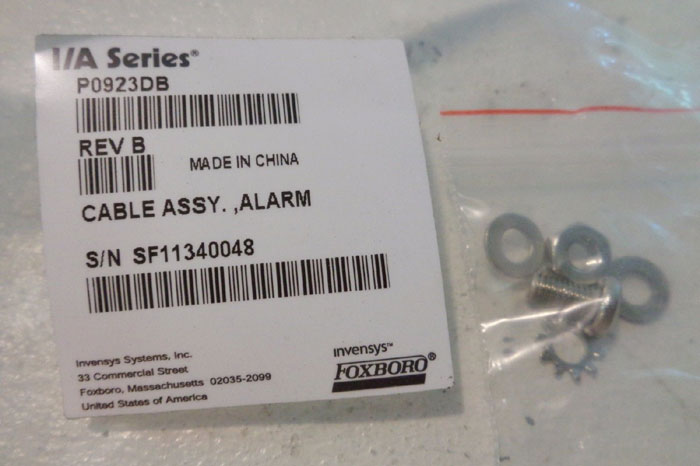 I/A Series®
P0923DB
REV B
MADE IN CHINA
CABLE ASSY. ,ALARM
S/N SF11340048
Invensys Systems, Inc.
33 Commercial Street
Foxboro, Massachusetts 02035-2099
United States of America
invensys™
FOXBORO®